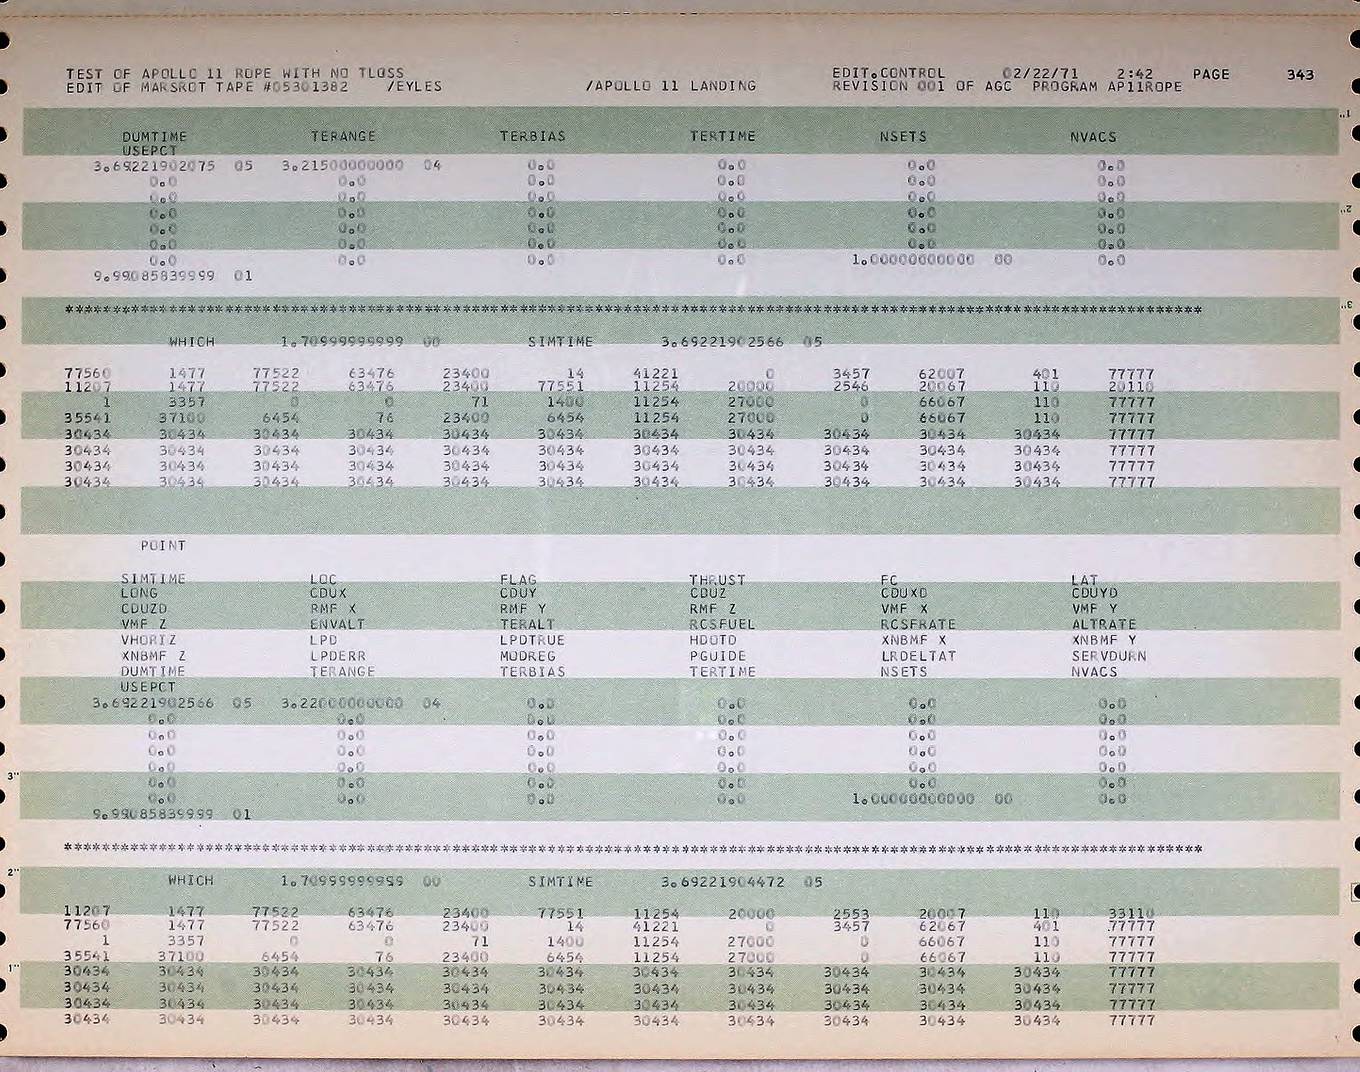 TEST OF APOLLO 11 ROPE WITH NO TLOSS EDIT.CONTROL 02/22/71 2:42 PAGE 343
EDIT OF MARSROT TAPE #05301382 /EYLES /APOLLO 11 LANDING REVISION 001 OF AGC PROGRAM AP11ROPE
DUMTIME TERANGE TERBIAS TERTIME NSETS NVACS
USEPCT
3.69221902075 05 3.21500000000 04 0.0 0.0 0.0 0.0
0.0 0.0 0.0 0.0 0.0 0.0
0.0 0.0 0.0 0.0 0.0 0.0
0.0 0.0 0.0 0.0 0.0 0.0
0.0 0.0 0.0 0.0 0.0 0.0
0.0 0.0 0.0 0.0 0.0 0.0
0.0 0.0 0.0 0.0 1.00000000000 00 0.0
9.99085839999 01
************************************************************************************************************************
WHICH 1.70999999999 00 SIMTIME 3.69221902566 05
77560 1477 77522 63476 23400 14 41221 0 3457 62007 401 77777
11207 1477 77522 63476 23400 77551 11254 20000 2546 20067 110 20110
1 3357 0 0 71 1400 11254 27000 0 66067 110 77777
35541 37100 6454 76 23400 6454 11254 27000 0 66067 110 77777
30434 30434 30434 30434 30434 30434 30434 30434 30434 30434 30434 77777
30434 30434 30434 30434 30434 30434 30434 30434 30434 30434 30434 77777
30434 30434 30434 30434 30434 30434 30434 30434 30434 30434 30434 77777
30434 30434 30434 30434 30434 30434 30434 30434 30434 30434 30434 77777
POINT
SIMTIME LOC FLAG THRUST FC LAT
LONG CDUX CDUY CDUZ CDUXD CDUYD
CDUZD RMF X RMF Y RMF Z VMF X VMF Y
VMF Z ENVALT TERALT RCSFUEL RCSFRATE ALTRATE
VHORIZ LPD LPDTRUE HDOTD XNBMF X XNBMF Y
XNBMF Z LPDERR MODREG PGUIDE LRDELTAT SERVDURN
DUMTIME TERANGE TERBIAS TERTIME NSETS NVACS
USEPCT
3.69221902566 05 3.22000000000 04 0.0 0.0 0.0 0.0
0.0 0.0 0.0 0.0 0.0 0.0
0.0 0.0 0.0 0.0 0.0 0.0
0.0 0.0 0.0 0.0 0.0 0.0
0.0 0.0 0.0 0.0 0.0 0.0
0.0 0.0 0.0 0.0 0.0 0.0
0.0 0.0 0.0 0.0 1.00000000000 00 0.0
9.99085839999 01
************************************************************************************************************************
WHICH 1.70999999999 00 SIMTIME 3.69221904472 05
11207 1477 77522 63476 23400 77551 11254 20000 2553 20007 110 33110
77560 1477 77522 63476 23400 14 41221 0 3457 62067 401 77777
1 3357 0 0 71 1400 11254 27000 0 66067 110 77777
35541 37100 6454 76 23400 6454 11254 27000 0 66067 110 77777
30434 30434 30434 30434 30434 30434 30434 30434 30434 30434 30434 77777
30434 30434 30434 30434 30434 30434 30434 30434 30434 30434 30434 77777
30434 30434 30434 30434 30434 30434 30434 30434 30434 30434 30434 77777
30434 30434 30434 30434 30434 30434 30434 30434 30434 30434 30434 77777
1"
2"
3"
3"
2"
1"